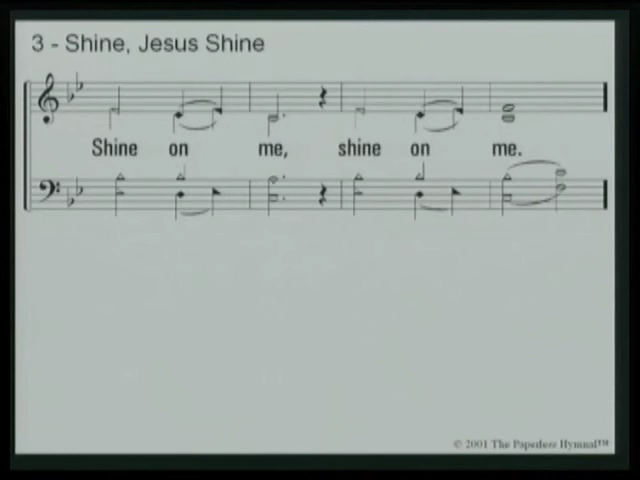 3 - Shine, Jesus Shine
Shine on me, shine on me.
© 2001 The Paperless Hymnal™